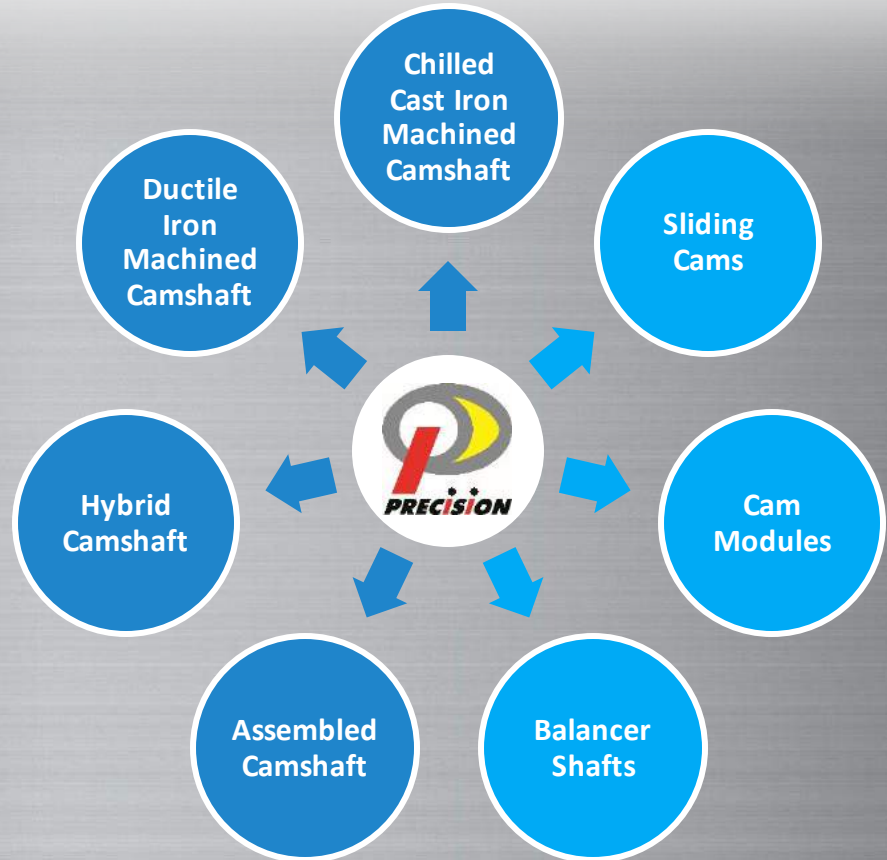 Chilled
Cast Iron
Machined
Camshaft
Sliding
Cams
Cam
Modules
Balancer
Shafts
Assembled
Camshaft
Hybrid
Camshaft
Ductile
Iron
Machined
Camshaft
PRECISION